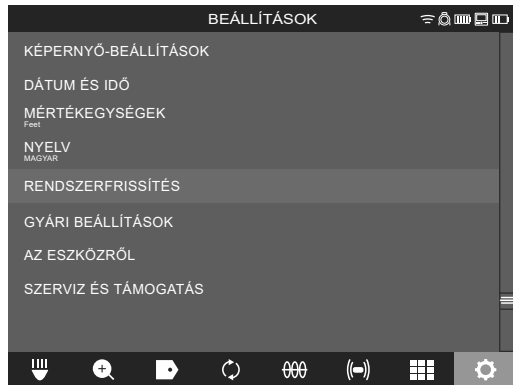 BEÁLLÍTÁSOK
KÉPERNYŐ-BEÁLLÍTÁSOK
DÁTUM ÉS IDŐ
MÉRTÉKEGYSÉGEK
Feet
NYELV
MAGYAR
RENDSZERFRISSÍTÉS
GYÁRI BEÁLLÍTÁSOK
AZ ESZKÖZRŐL
SZERVIZ ÉS TÁMOGATÁS